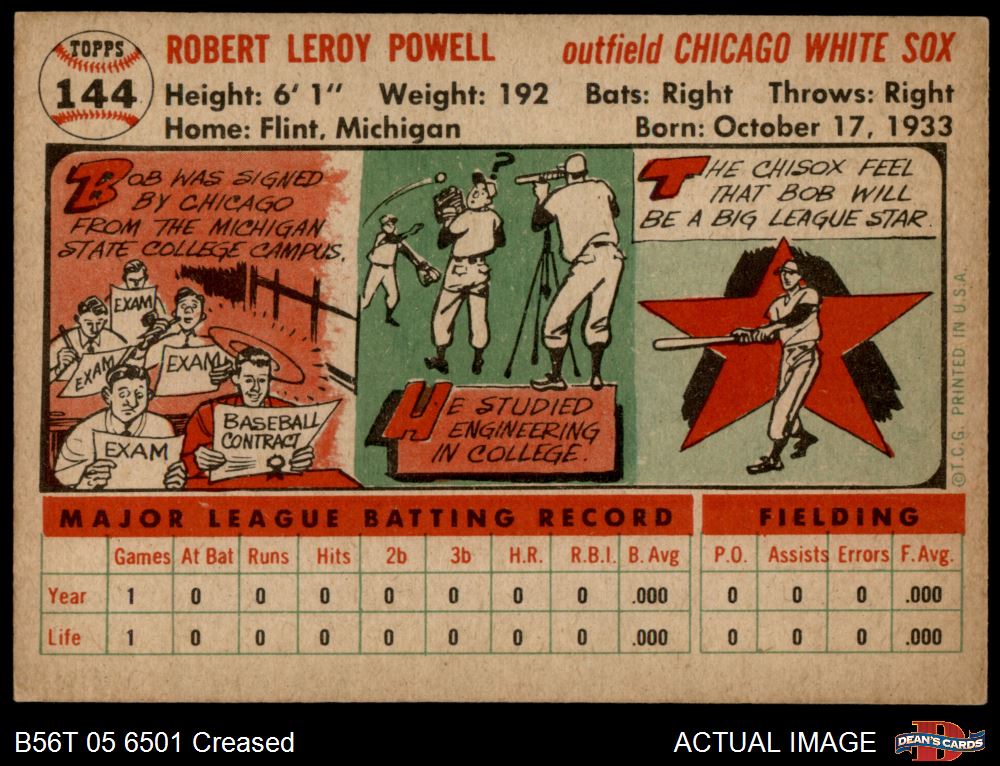 TOPPS
144
ROBERT LEROY POWELL
outfield CHICAGO WHITE SOX
Height: 6' 1" Weight: 192 Bats: Right Throws: Right
Home: Flint, Michigan Born: October 17, 1933
BOB WAS SIGNED
BY CHICAGO
FROM THE MICHIGAN
STATE COLLEGE CAMPUS.
EXAM
EXAM
EXAM
EXAM
BASEBALL
CONTRACT
?
HE STUDIED
ENGINEERING
IN COLLEGE.
THE CHISOX FEEL
THAT BOB WILL
BE A BIG LEAGUE STAR.
©T.C.G. PRINTED IN U.S.A.
MAJOR LEAGUE BATTING RECORD
Games At Bat Runs Hits 2b 3b H.R. R.B.I. B. Avg
Year 1 0 0 0 0 0 0 0 .000
Life 1 0 0 0 0 0 0 0 .000
FIELDING
P.O. Assists Errors F. Avg.
0 0 0 .000
0 0 0 .000
B56T 05 6501 Creased
ACTUAL IMAGE
D
DEAN'S CARDS